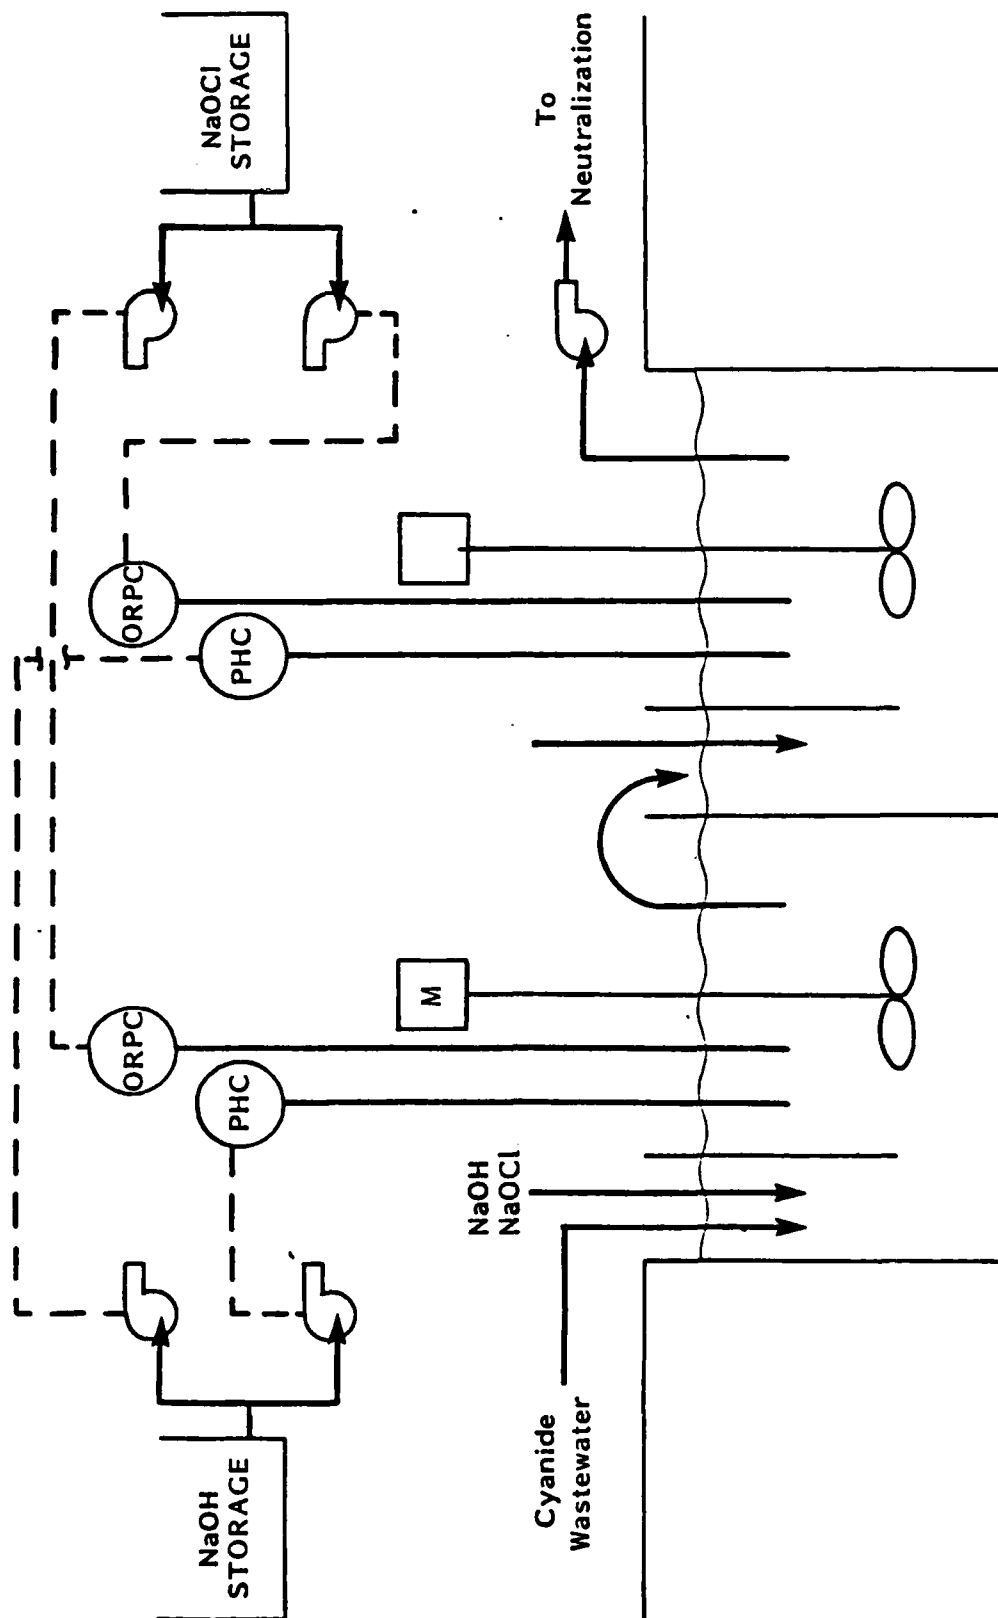 ORPC
ORPC
NaOH
STORAGE
PHC
PHC
NaOCl
STORAGE
M
NaOH
NaOCl
Cyanide
Wastewater
To
Neutralization